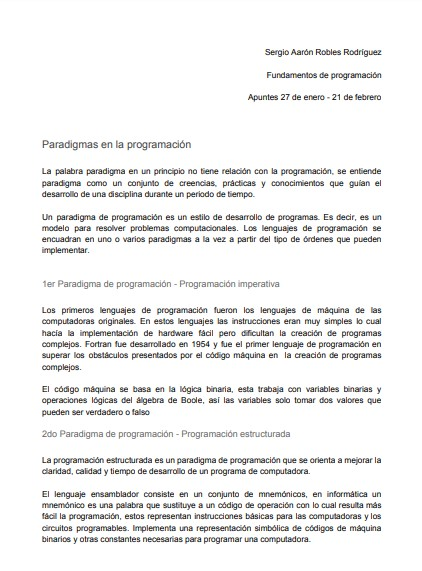 Sergio Aarón Robles Rodríguez
Fundamentos de programación
Apuntes 27 de enero - 21 de febrero
Paradigmas en la programación
La palabra paradigma en un principio no tiene relación con la programación, se entiende
paradigma como un conjunto de creencias, prácticas y conocimientos que guían el
desarrollo de una disciplina durante un periodo de tiempo.
Un paradigma de programación es un estilo de desarrollo de programas. Es decir, es un
modelo para resolver problemas computacionales. Los lenguajes de programación se
encuadran en uno o varios paradigmas a la vez a partir del tipo de órdenes que pueden
implementar.
1er Paradigma de programación - Programación imperativa
Los primeros lenguajes de programación fueron los lenguajes de máquina de las
computadoras originales. En estos lenguajes las instrucciones eran muy simples lo cual
hacía la implementación de hardware fácil pero dificultan la creación de programas
complejos. Fortran fue desarrollado en 1954 y fue el primer lenguaje de programación en
superar los obstáculos presentados por el código máquina en la creación de programas
complejos.
El código máquina se basa en la lógica binaria, esta trabaja con variables binarias y
operaciones lógicas del álgebra de Boole, así las variables solo tomar dos valores que
pueden ser verdadero o falso
2do Paradigma de programación - Programación estructurada
La programación estructurada es un paradigma de programación que se orienta a mejorar la
claridad, calidad y tiempo de desarrollo de un programa de computadora.
El lenguaje ensamblador consiste en un conjunto de mnemónicos, en informática un
mnemónico es una palabra que sustituye a un código de operación con lo cual resulta más
fácil la programación, estos representan instrucciones básicas para las computadoras y los
circuitos programables. Implementa una representación simbólica de códigos de máquina
binarios y otras constantes necesarias para programar una computadora.